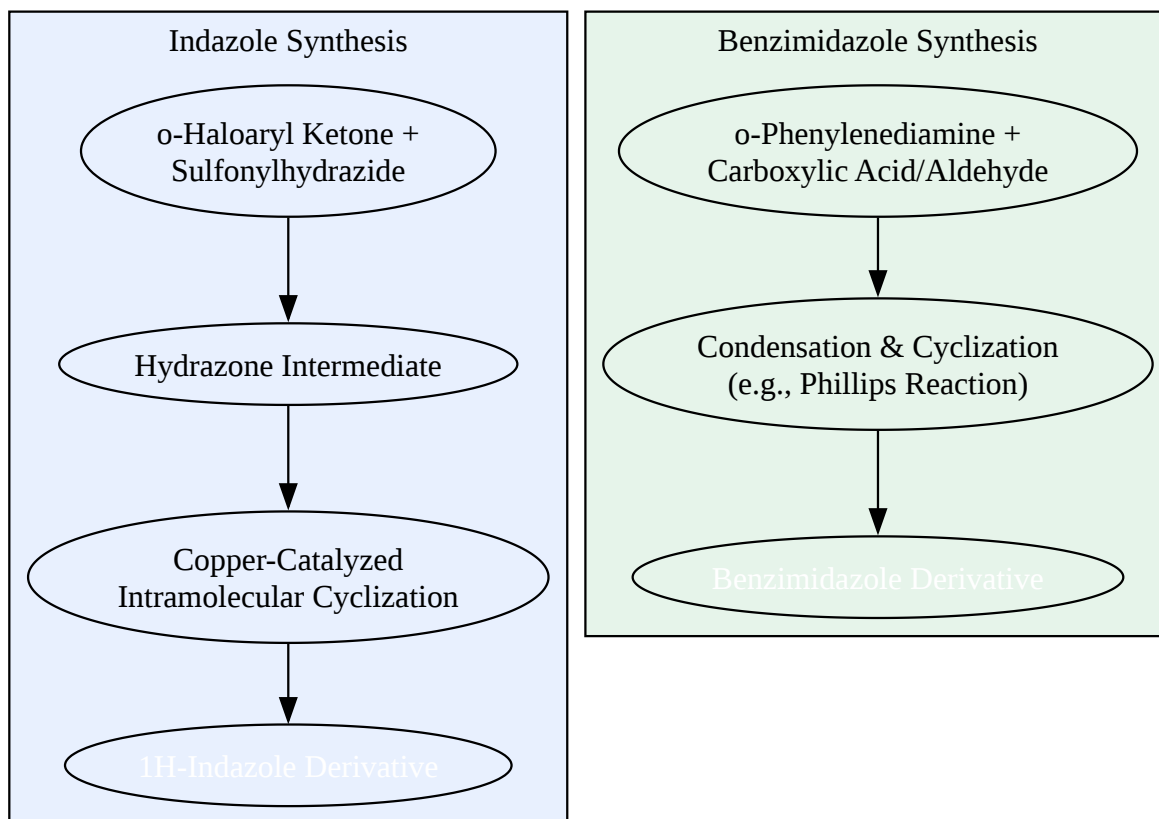 Indazole Synthesis
o-Haloaryl Ketone +
Sulfonylhydrazide
Hydrazone Intermediate
Copper-Catalyzed
Intramolecular Cyclization
1H-Indazole Derivative
Benzimidazole Synthesis
o-Phenylenediamine +
Carboxylic Acid/Aldehyde
Condensation & Cyclization
(e.g., Phillips Reaction)
Benzimidazole Derivative